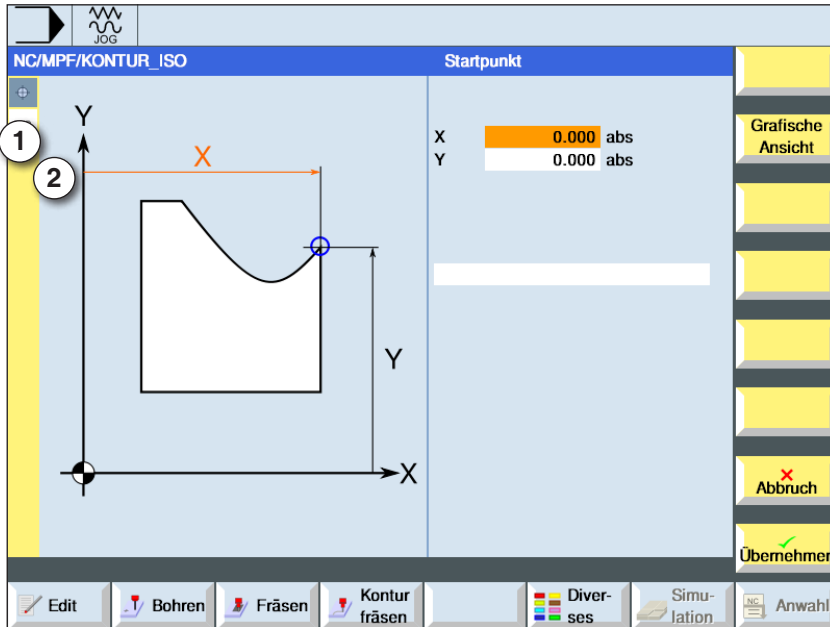 JOG
NC/MPF/KONTUR_ISO
Startpunkt
1
2
Y
X
Y
X
X 0.000 abs
Y 0.000 abs
Grafische
Ansicht
Abbruch
Übernehmen
Edit
Bohren
Fräsen
Kontur
fräsen
Diver-
ses
Simu-
lation
NC
Anwahl